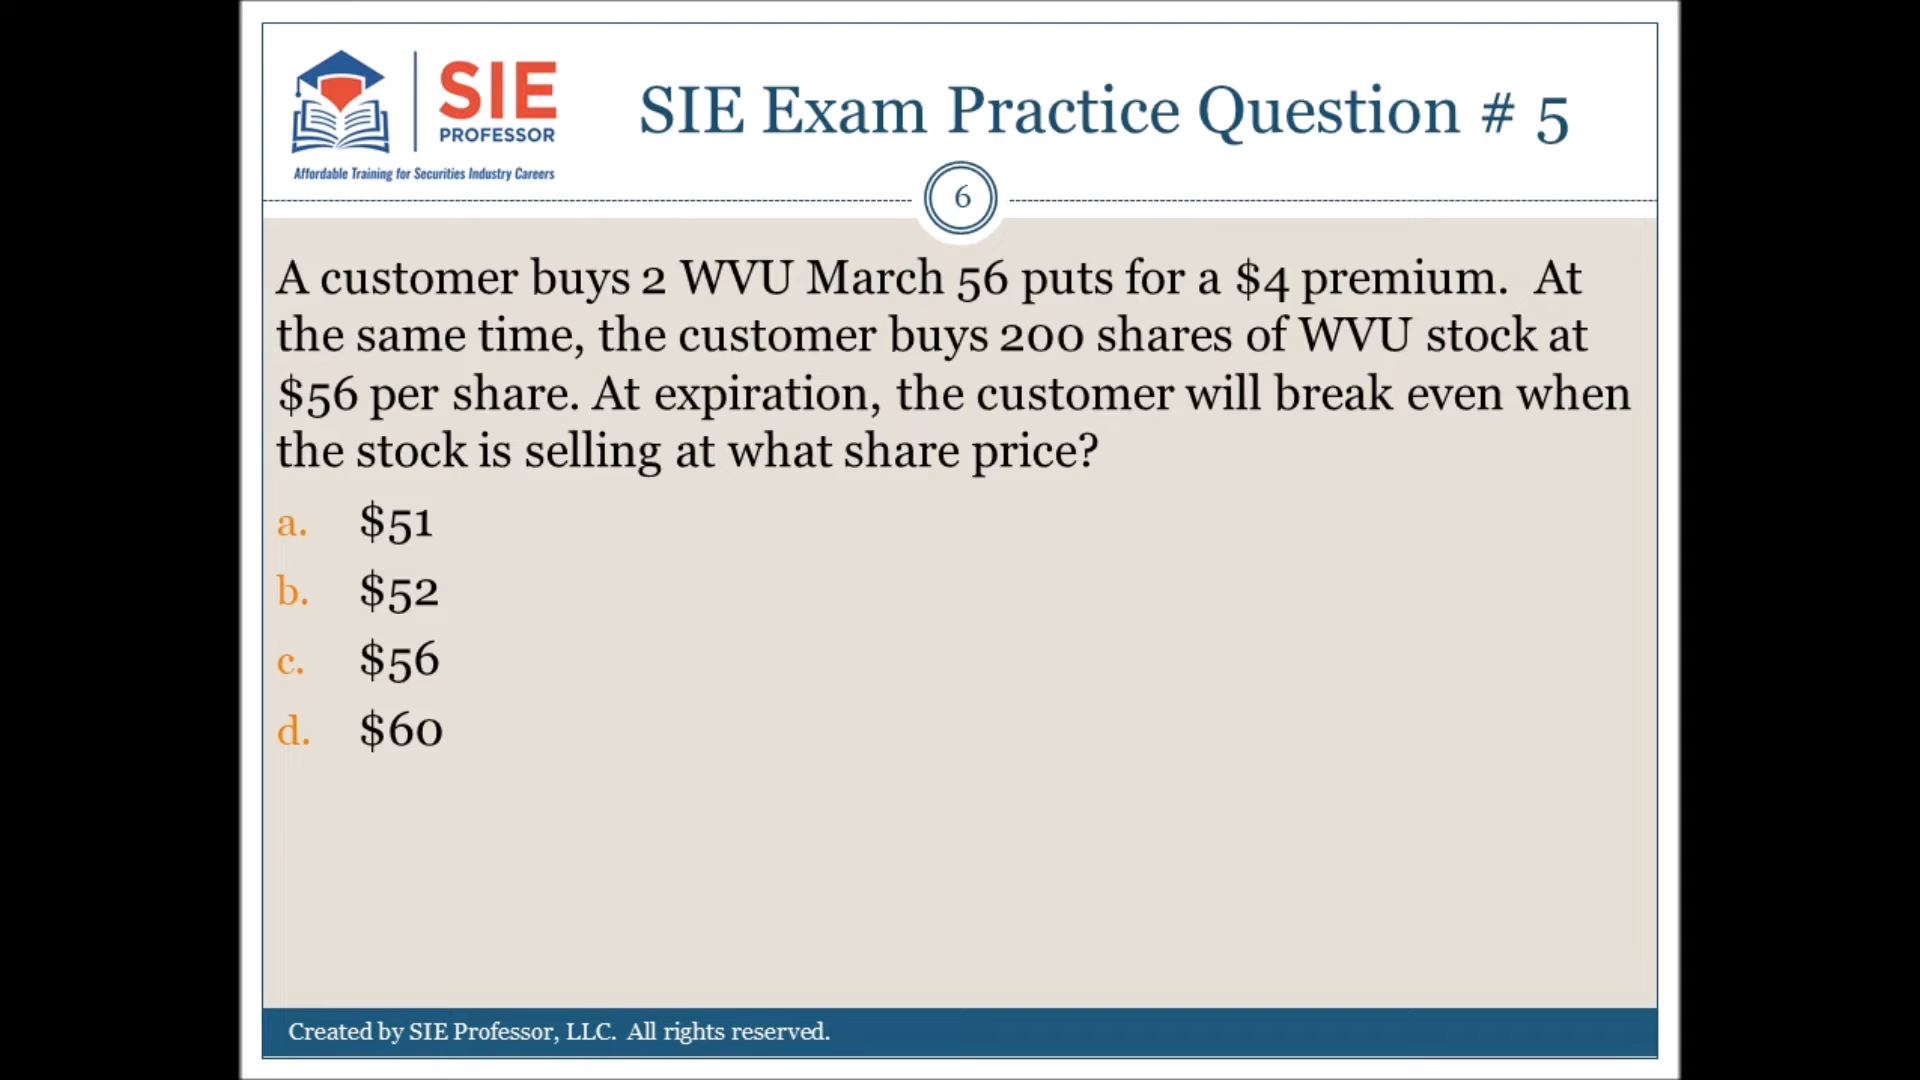 SIE
PROFESSOR
Affordable Training for Securities Industry Careers
SIE Exam Practice Question # 5
6
A customer buys 2 WVU March 56 puts for a $4 premium.  At
the same time, the customer buys 200 shares of WVU stock at
$56 per share. At expiration, the customer will break even when
the stock is selling at what share price?
a. $51
b. $52
c. $56
d. $60
Created by SIE Professor, LLC.  All rights reserved.